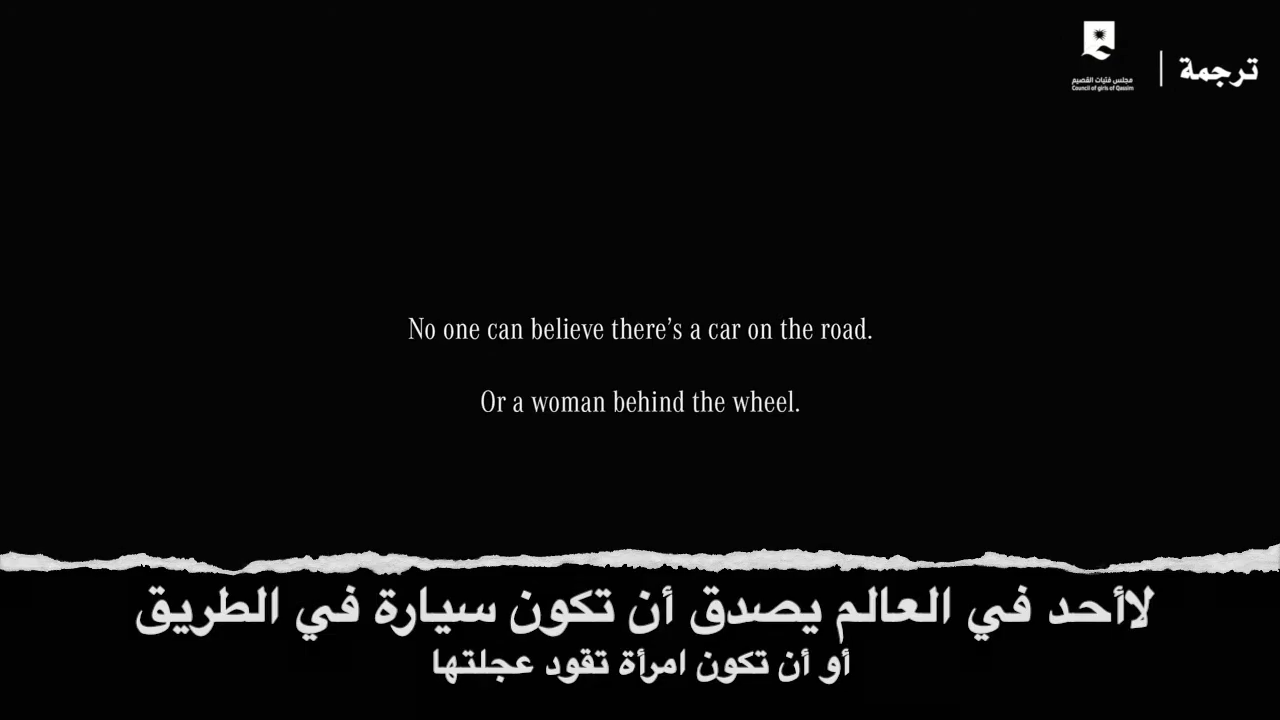 مجلس فتيات القصيم
Council of girls of Qassim
ترجمة
No one can believe there’s a car on the road.
Or a woman behind the wheel.
لاأحد في العالم يصدق أن تكون سيارة في الطريق
أو أن تكون امرأة تقود عجلتها